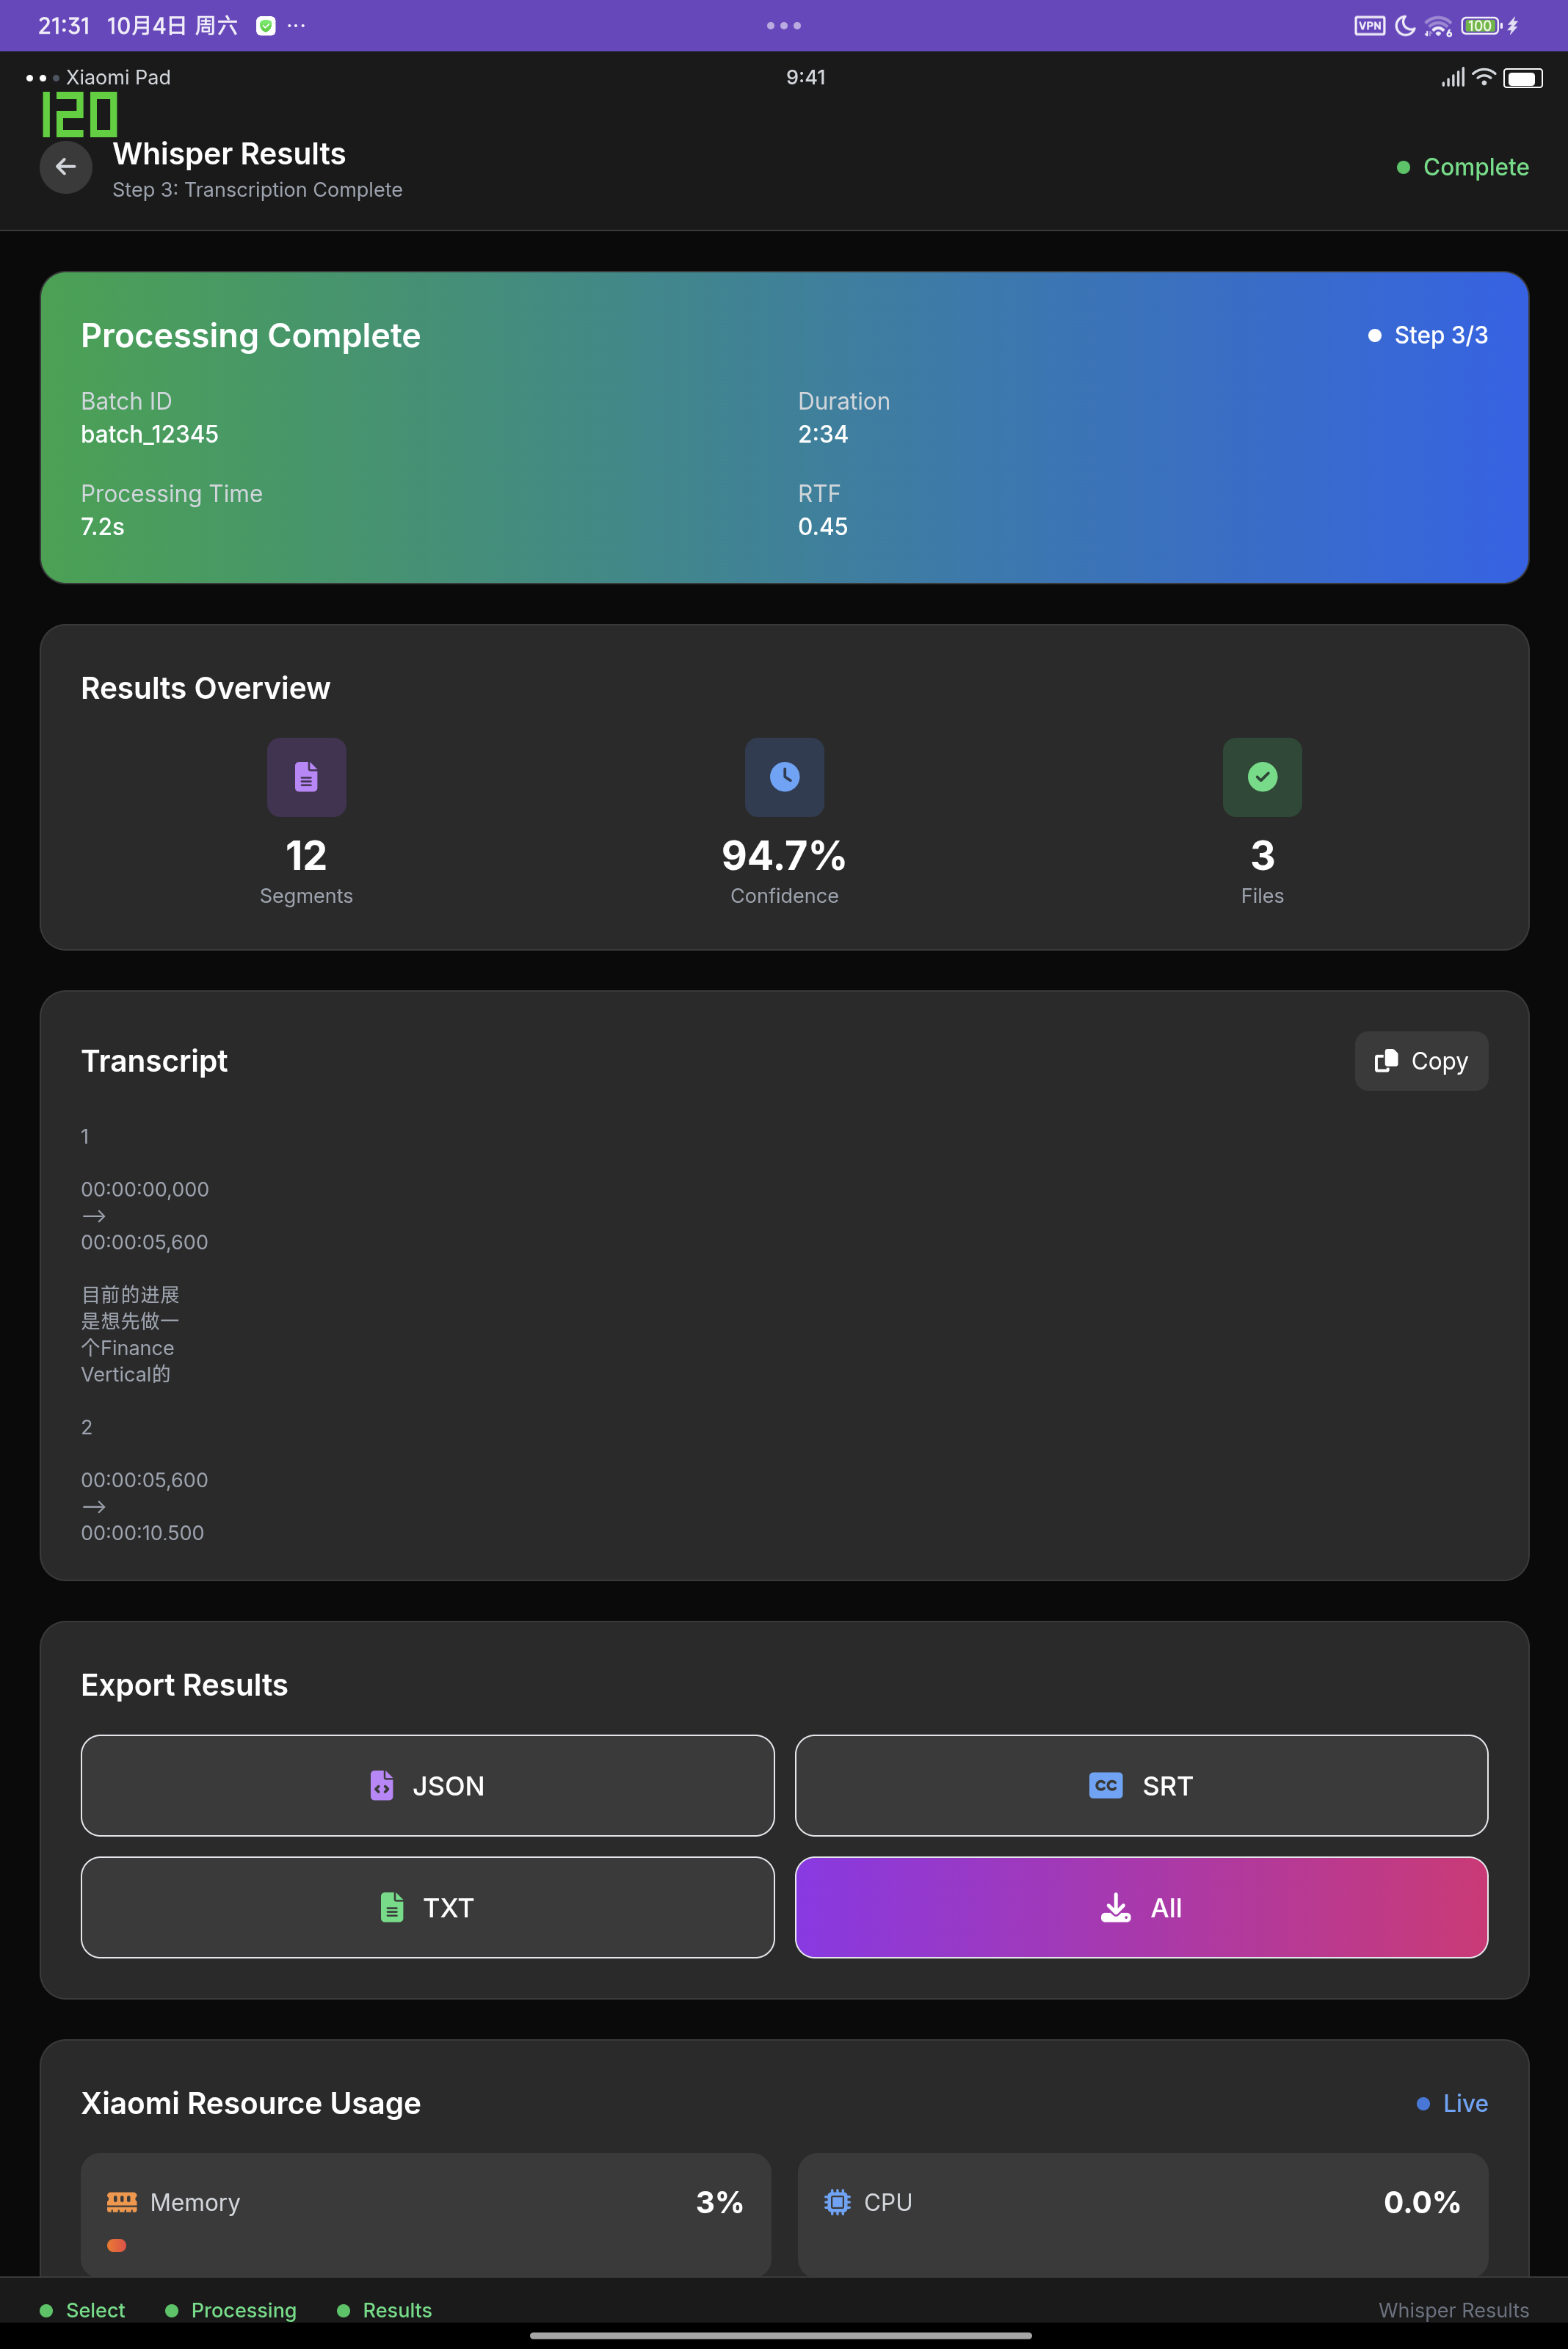 21:31 10月4日 周六 ...
VPN 6 100
Xiaomi Pad 9:41
120
Whisper Results
Step 3: Transcription Complete
Complete
Processing Complete
Step 3/3
Batch ID
batch_12345
Duration
2:34
Processing Time
7.2s
RTF
0.45
Results Overview
12
Segments
94.7%
Confidence
3
Files
Transcript
Copy
1
00:00:00,000
-->
00:00:05,600
目前的进展
是想先做一
个Finance
Vertical的
2
00:00:05,600
-->
00:00:10.500
Export Results
JSON
CC SRT
TXT
All
Xiaomi Resource Usage
Live
Memory 3%
CPU 0.0%
Select Processing Results Whisper Results